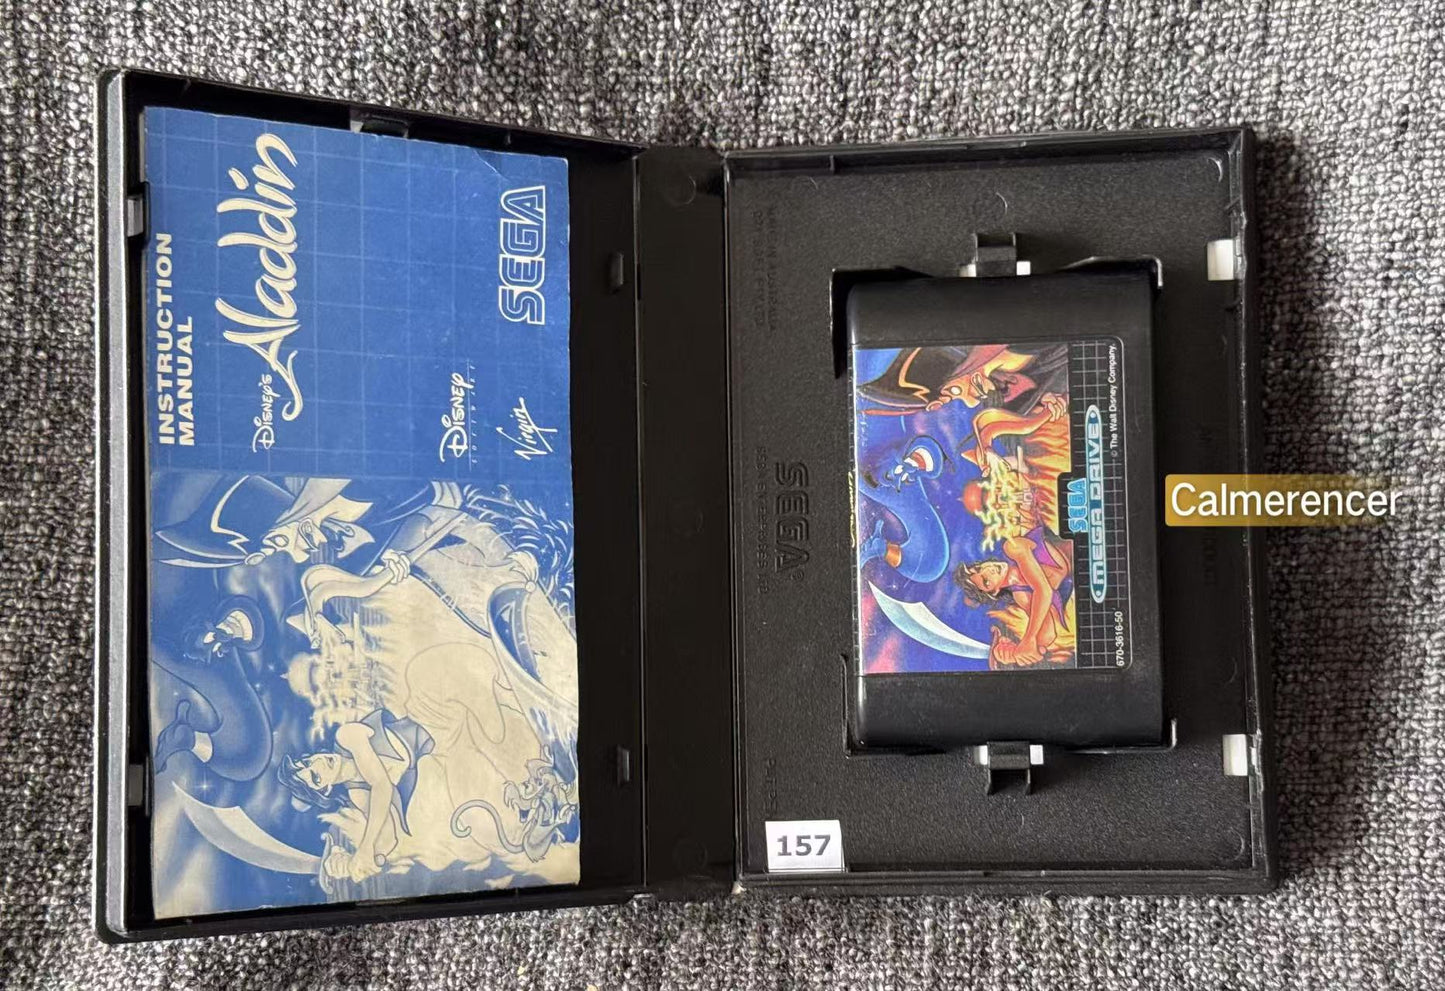 INSTRUCTION
MANUAL
Disney's
Aladdin
Disney
SOFTWARE
Virgin
SEGA
SEGA
SEGA
MEGA DRIVE
© The Walt Disney Company.
670-3616-50
157
Calmerencer